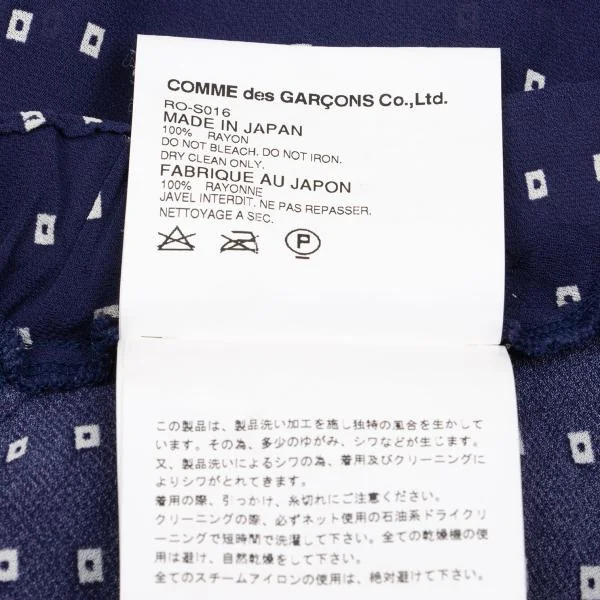 COMME des GARÇONS Co.,Ltd.
RO-S016
MADE IN JAPAN
100% RAYON
DO NOT BLEACH. DO NOT IRON.
DRY CLEAN ONLY.
FABRIQUE AU JAPON
100% RAYONNE
JAVEL INTERDIT. NE PAS REPASSER.
NETTOYAGE A SEC.
P
この製品は、製品洗い加工を施し独特の風合を生かして
います。その為、多少のゆがみ、シワなどが生じます。
又、製品洗いによるシワの為、着用及びクリーニングに
よりシワがとれてきます。
着用の際、引っかけ、糸切れにご注意ください。
クリーニングの際、必ずネット使用の石油系ドライクリ
ーニングで短時間で洗濯して下さい。全ての乾燥機の使
用は避け、自然乾燥をして下さい。
全てのスチームアイロンの使用は、絶対避けて下さい。